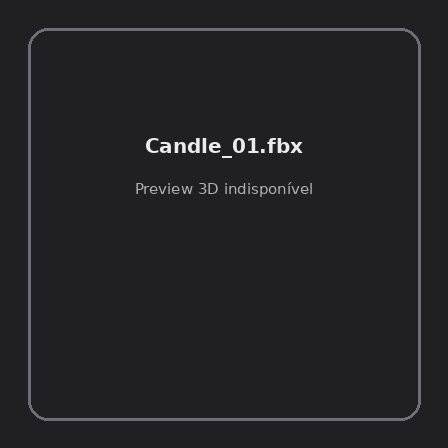 Candle_01.fbx
Preview 3D indisponível